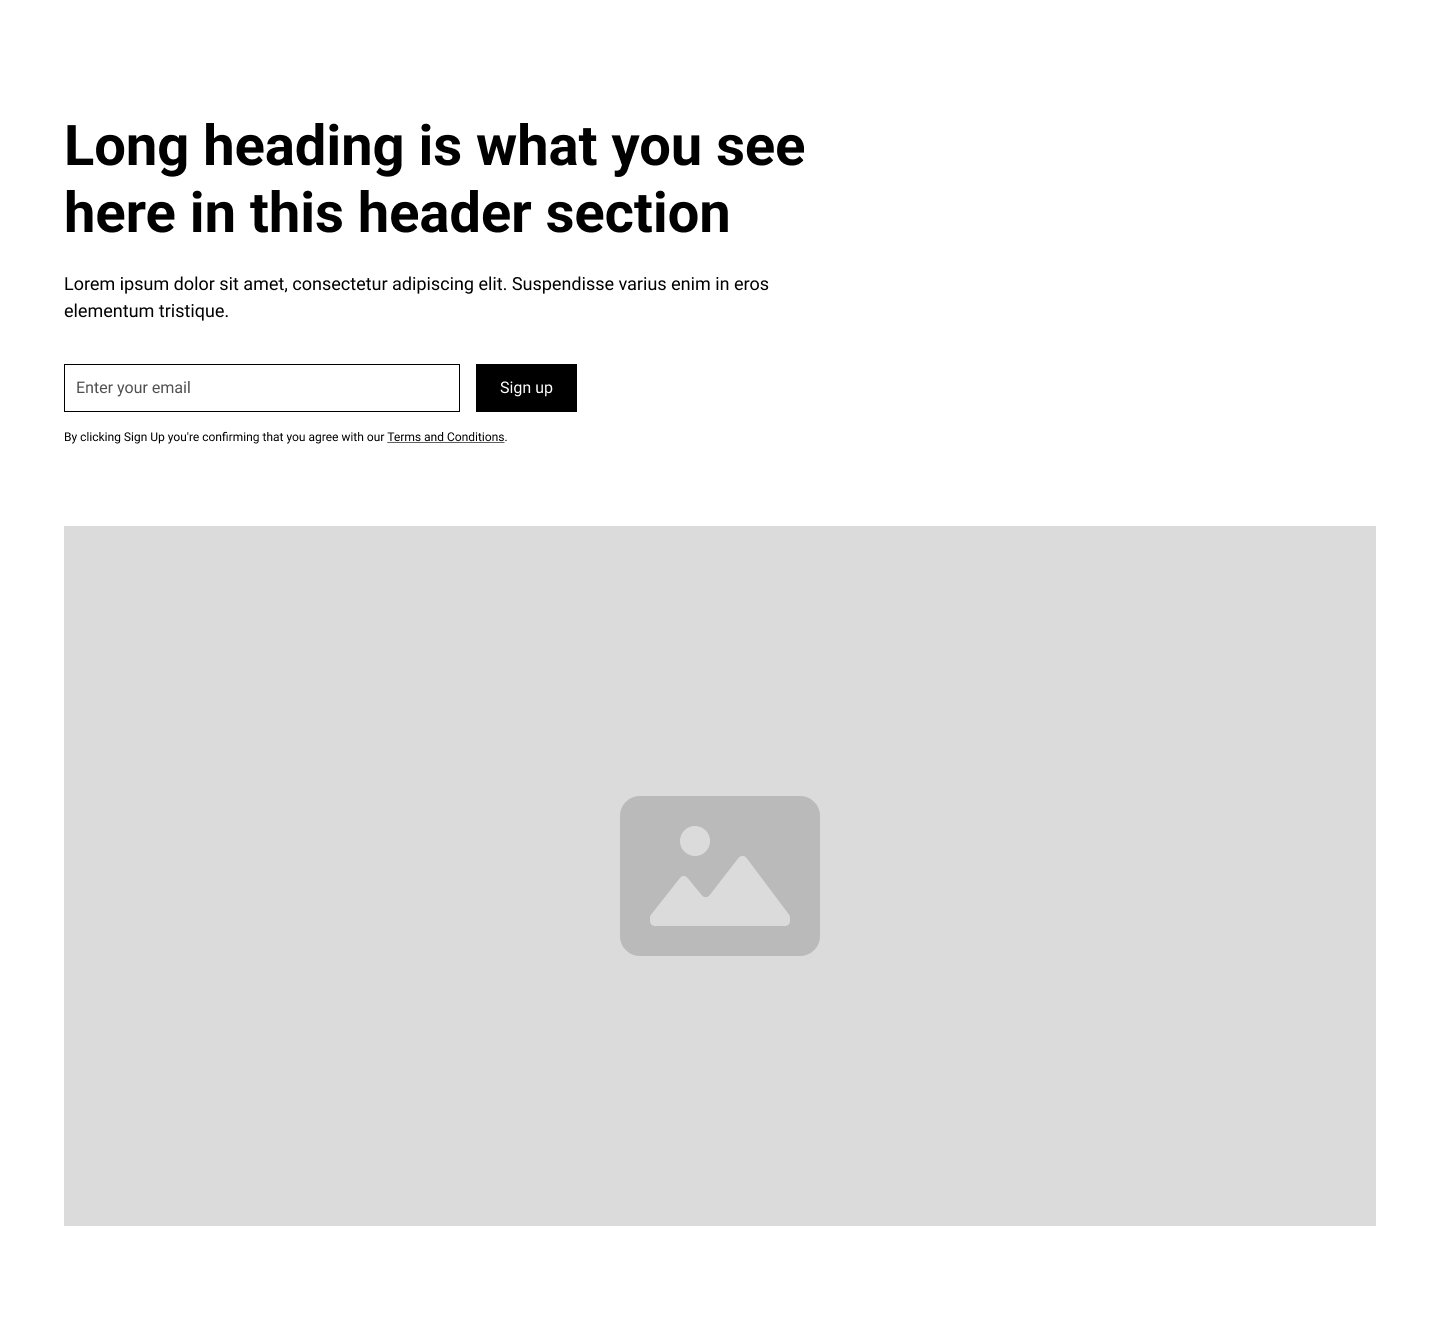 Long heading is what you see
here in this header section
Lorem ipsum dolor sit amet, consectetur adipiscing elit. Suspendisse varius enim in eros
elementum tristique.
Enter your email
Sign up
By clicking Sign Up you're confirming that you agree with our Terms and Conditions.